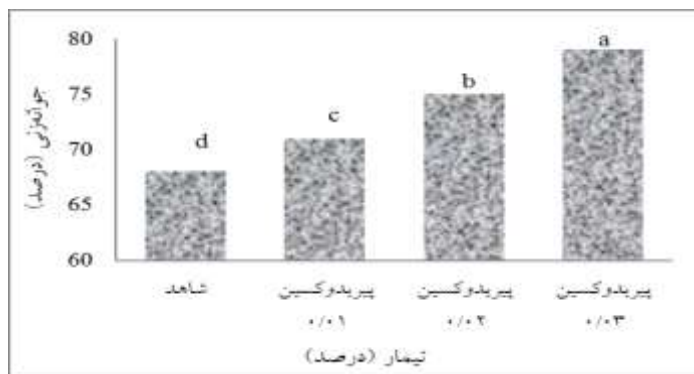 جوانه‌زنی (درصد)
80
75
70
65
60
d
c
b
a
شاهد
پیریدوکسین ۰/۰۱
پیریدوکسین ۰/۰۲
پیریدوکسین ۰/۰۳
تیمار (درصد)